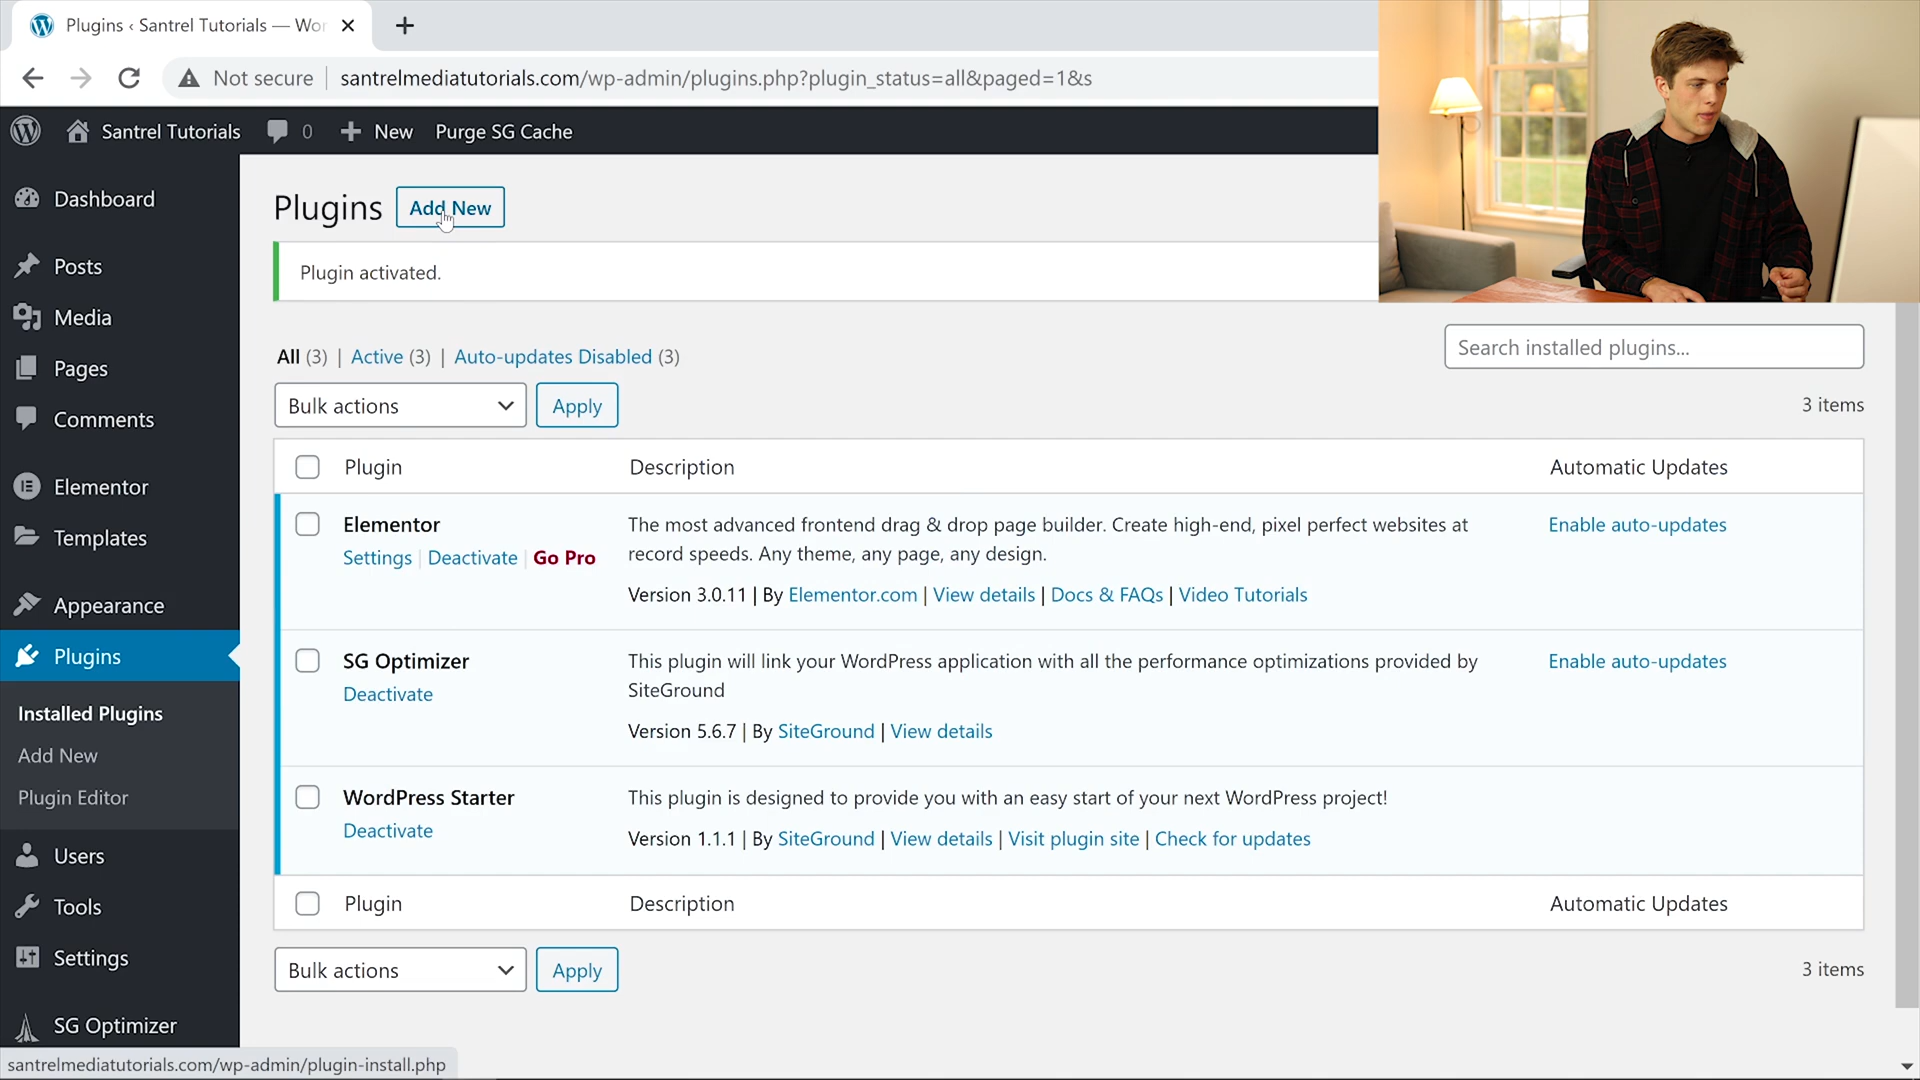 Plugins ‹ Santrel Tutorials — Wor
Not secure
santrelmediatutorials.com/wp-admin/plugins.php?plugin_status=all&paged=1&s
Santrel Tutorials
0
New
Purge SG Cache
Dashboard
Posts
Media
Pages
Comments
Elementor
Templates
Appearance
Plugins
Installed Plugins
Add New
Plugin Editor
Users
Tools
Settings
SG Optimizer
Plugins
Add New
Plugin activated.
All (3) | Active (3) | Auto-updates Disabled (3)
Search installed plugins...
Bulk actions
Apply
3 items
Plugin
Description
Automatic Updates
Elementor
Settings | Deactivate | Go Pro
The most advanced frontend drag & drop page builder. Create high-end, pixel perfect websites at
record speeds. Any theme, any page, any design.
Version 3.0.11 | By Elementor.com | View details | Docs & FAQs | Video Tutorials
Enable auto-updates
SG Optimizer
Deactivate
This plugin will link your WordPress application with all the performance optimizations provided by
SiteGround
Version 5.6.7 | By SiteGround | View details
Enable auto-updates
WordPress Starter
Deactivate
This plugin is designed to provide you with an easy start of your next WordPress project!
Version 1.1.1 | By SiteGround | View details | Visit plugin site | Check for updates
Plugin
Description
Automatic Updates
Bulk actions
Apply
3 items
santrelmediatutorials.com/wp-admin/plugin-install.php